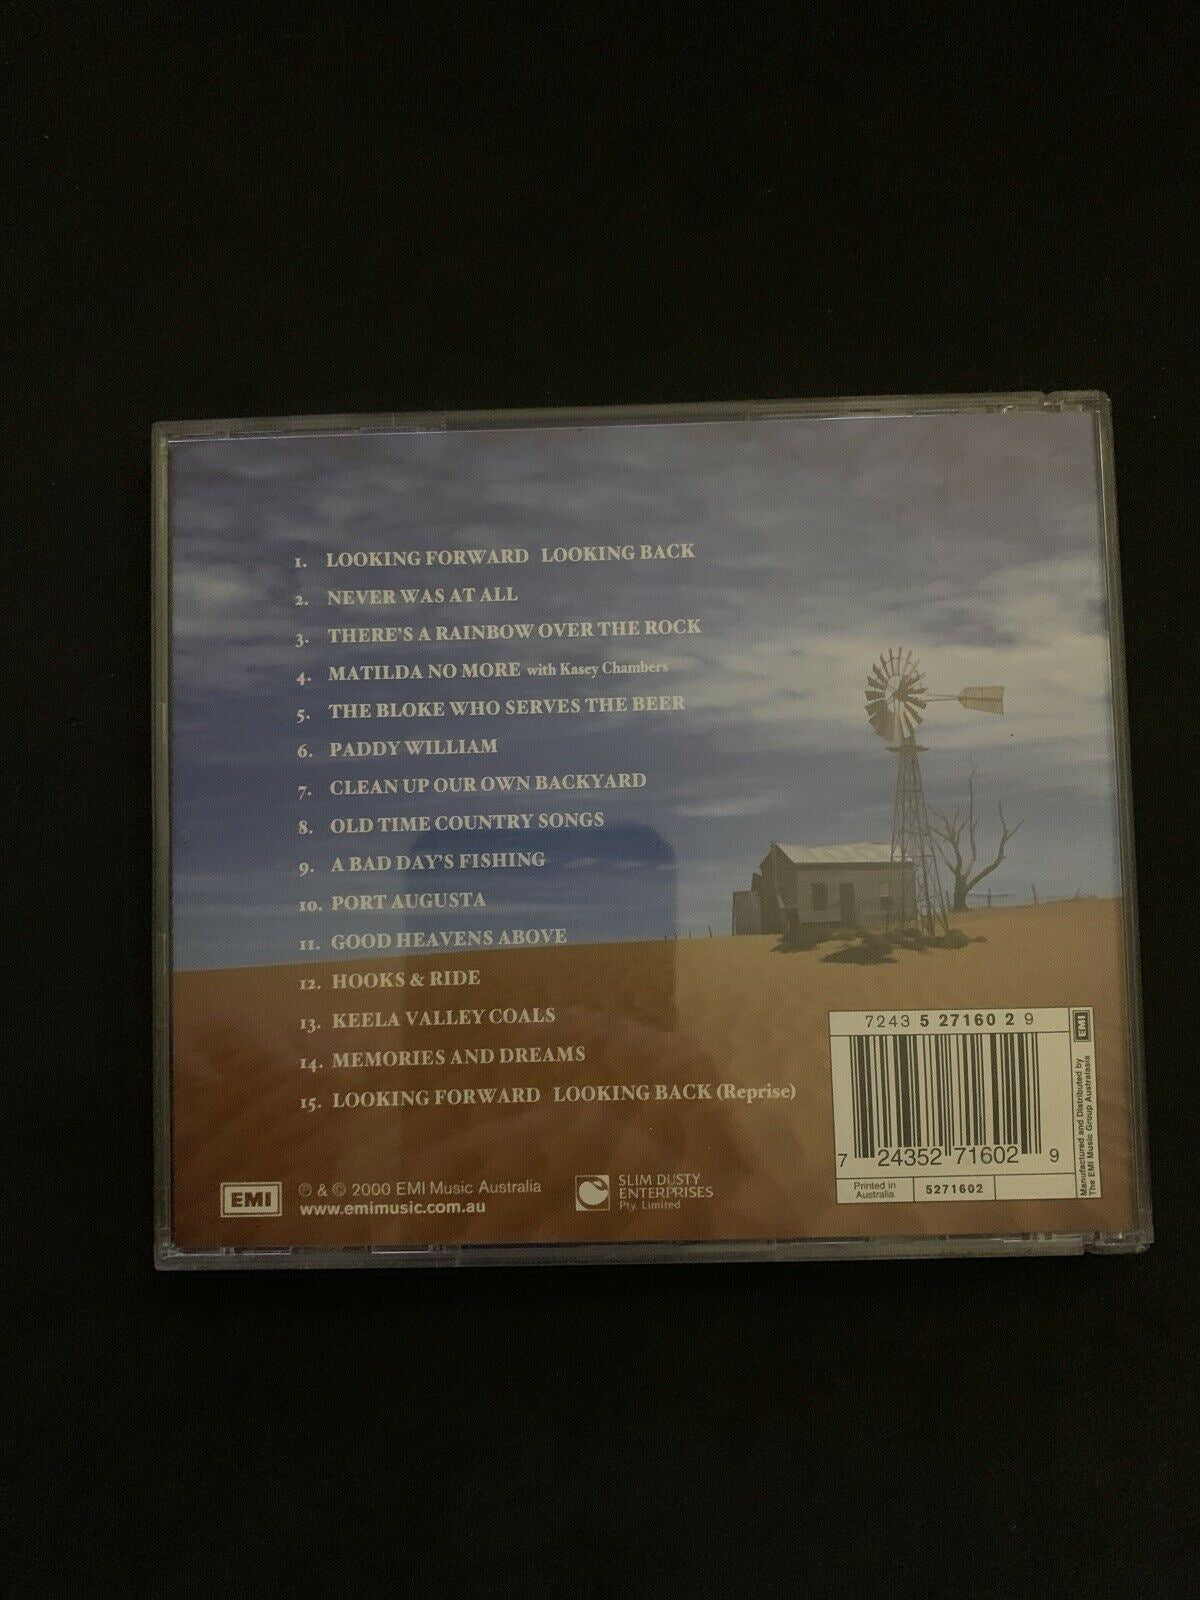 1. LOOKING FORWARD LOOKING BACK
2. NEVER WAS AT ALL
3. THERE'S A RAINBOW OVER THE ROCK
4. MATILDA NO MORE with Kasey Chambers
5. THE BLOKE WHO SERVES THE BEER
6. PADDY WILLIAM
7. CLEAN UP OUR OWN BACKYARD
8. OLD TIME COUNTRY SONGS
9. A BAD DAY'S FISHING
10. PORT AUGUSTA
11. GOOD HEAVENS ABOVE
12. HOOKS & RIDE
13. KEELA VALLEY COALS
14. MEMORIES AND DREAMS
15. LOOKING FORWARD LOOKING BACK (Reprise)
EMI
℗ & © 2000 EMI Music Australia
www.emimusic.com.au
SLIM DUSTY
ENTERPRISES
Pty. Limited
7243 5 27160 2 9
7 24352 71602 9
Printed in
Australia
5271602
EMI
Manufactured and Distributed by
The EMI Music Group Australasia